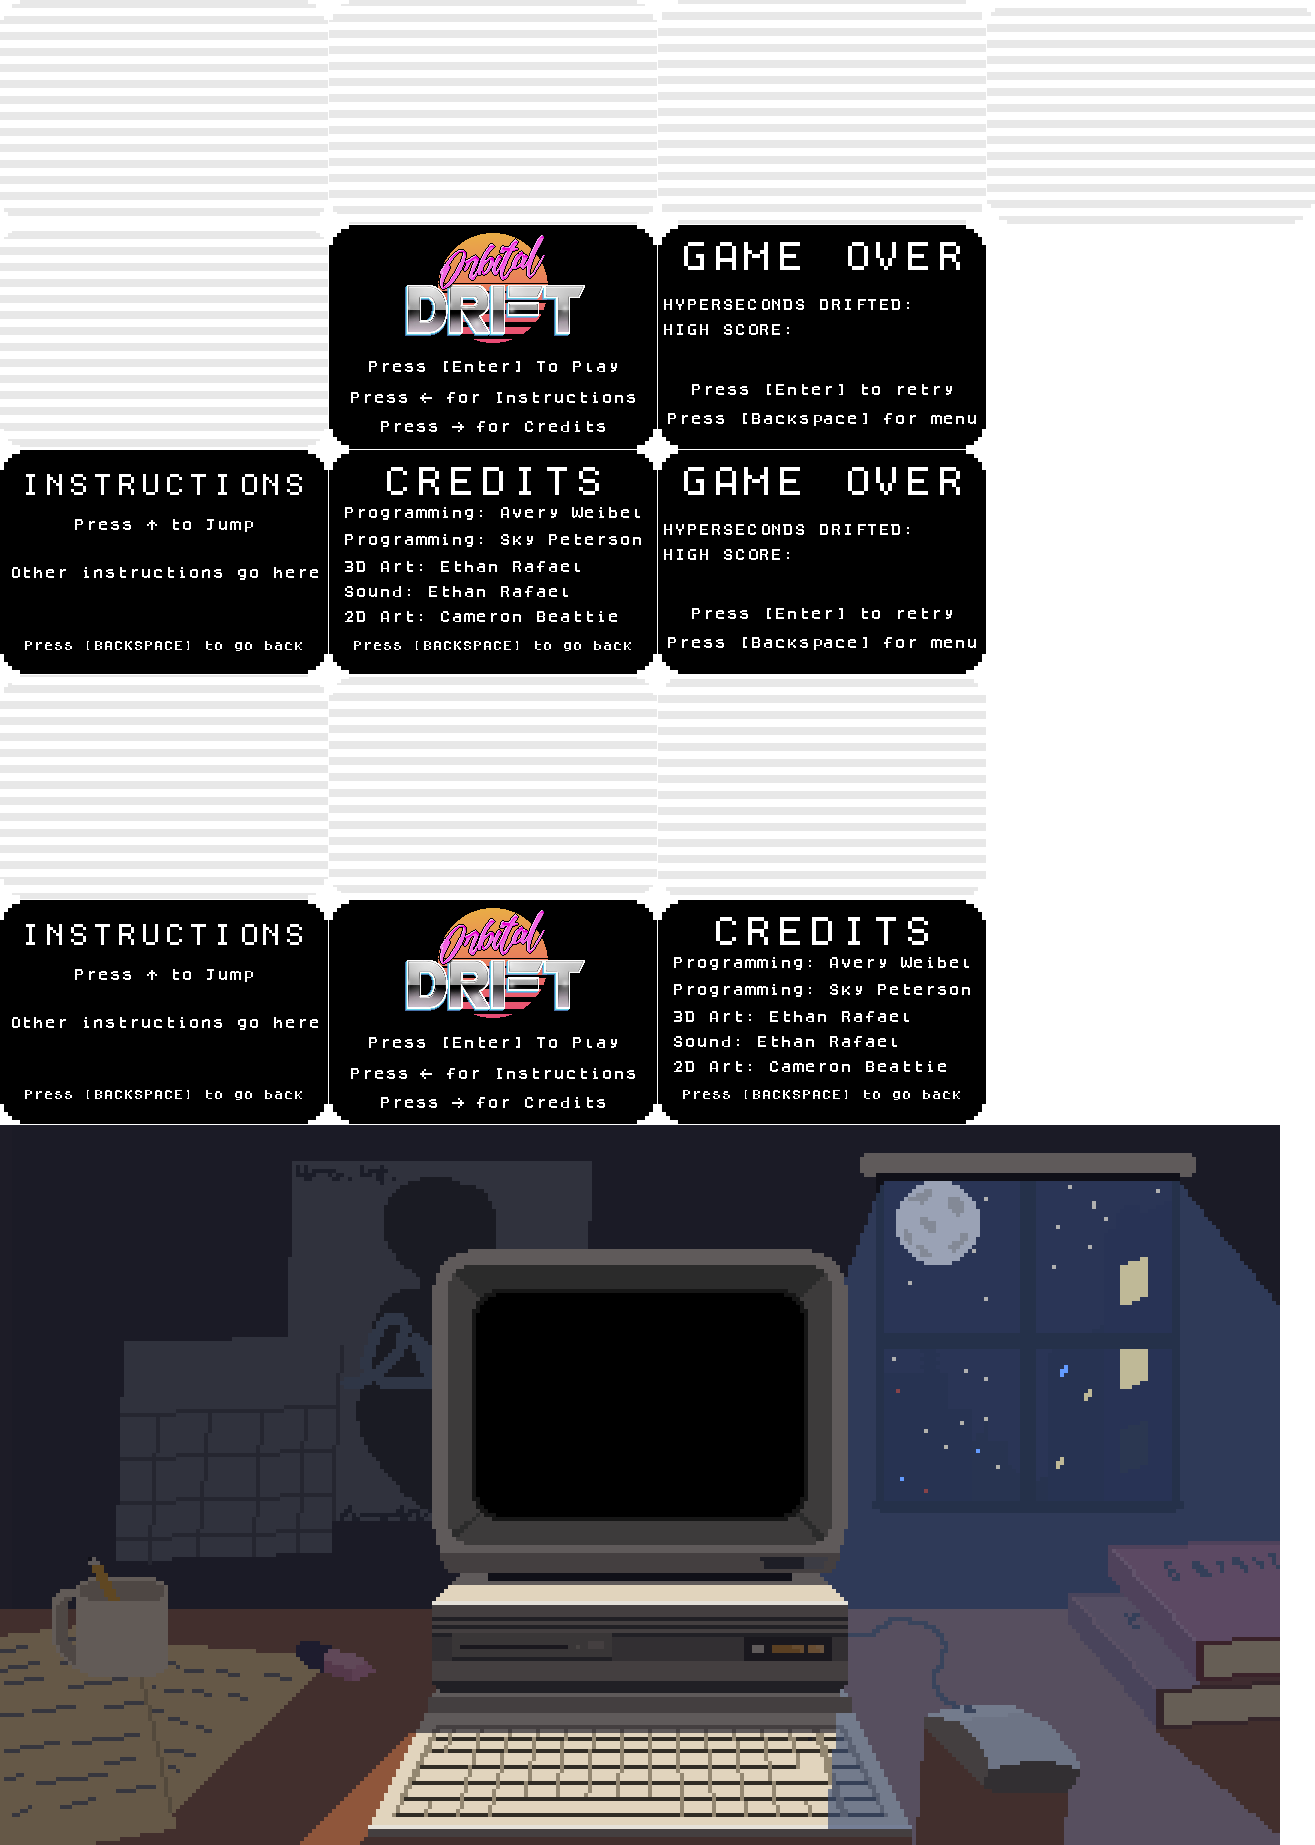 Orbital
DRIFT
Press [Enter] To Play
Press ← for Instructions
Press → for Credits
GAME OVER
HYPERSECONDS DRIFTED:
HIGH SCORE:
Press [Enter] to retry
Press [Backspace] for menu
INSTRUCTIONS
Press ↑ to Jump
Other instructions go here
Press [BACKSPACE] to go back
CREDITS
Programming: Avery Weibel
Programming: Sky Peterson
3D Art: Ethan Rafael
Sound: Ethan Rafael
2D Art: Cameron Beattie
Press [BACKSPACE] to go back
GAME OVER
HYPERSECONDS DRIFTED:
HIGH SCORE:
Press [Enter] to retry
Press [Backspace] for menu
INSTRUCTIONS
Press ↑ to Jump
Other instructions go here
Press [BACKSPACE] to go back
Orbital
DRIFT
Press [Enter] To Play
Press ← for Instructions
Press → for Credits
CREDITS
Programming: Avery Weibel
Programming: Sky Peterson
3D Art: Ethan Rafael
Sound: Ethan Rafael
2D Art: Cameron Beattie
Press [BACKSPACE] to go back